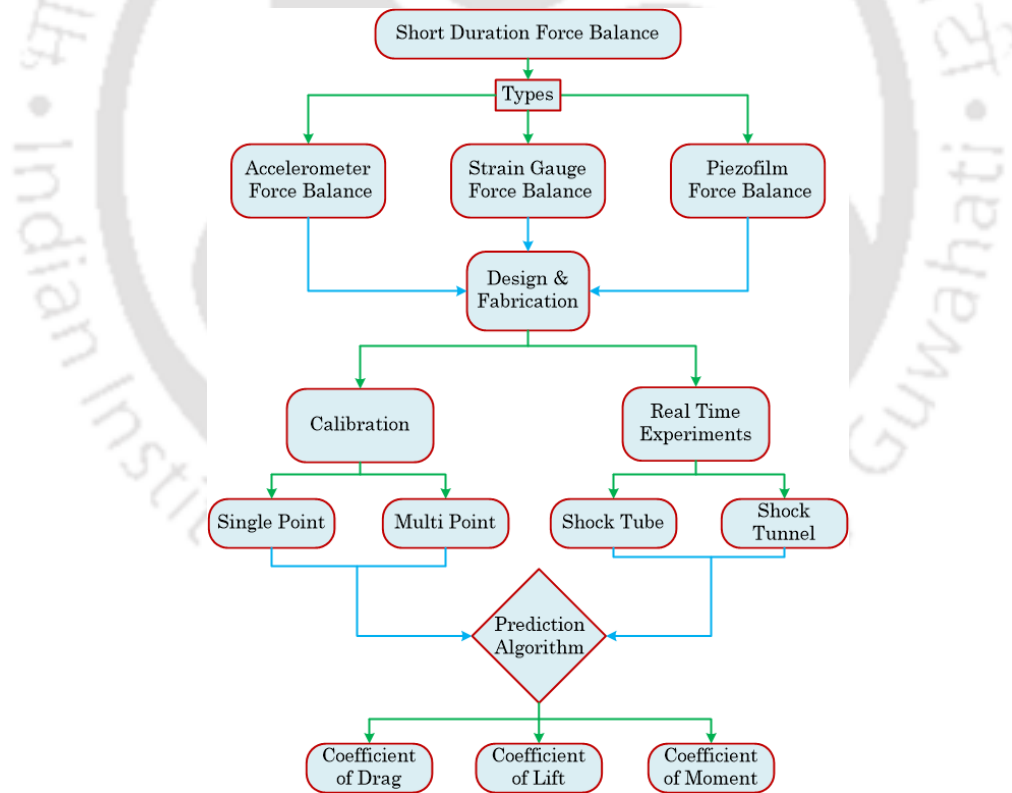 Short Duration Force Balance
Types
Accelerometer
Force Balance
Strain Gauge
Force Balance
Piezofilm
Force Balance
Design &
Fabrication
Calibration
Real Time
Experiments
Single Point
Multi Point
Shock Tube
Shock
Tunnel
Prediction
Algorithm
Coefficient
of Drag
Coefficient
of Lift
Coefficient
of Moment
Indian
Guwahati